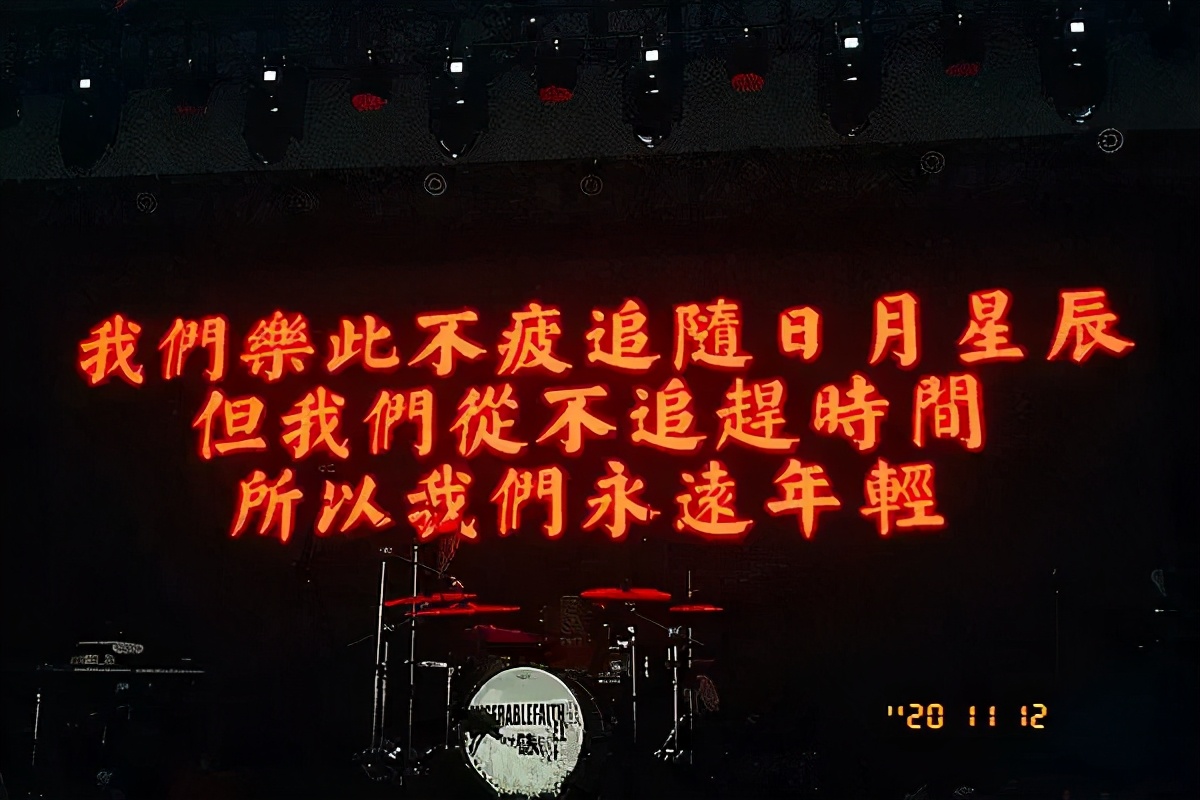 我們樂此不疲追隨日月星辰
但我們從不追趕時間
所以我們永遠年輕
MISERABLEFAITH
''20 11 12